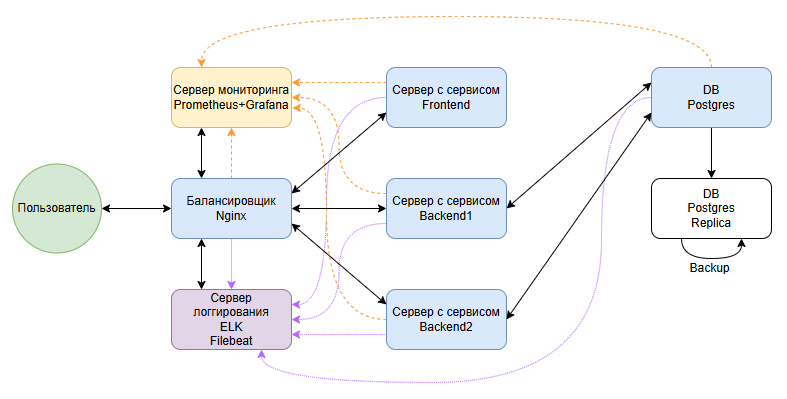 Сервер мониторинга
Prometheus+Grafana
Сервер с сервисом
Frontend
DB
Postgres
Пользователь
Балансировщик
Nginx
Сервер с сервисом
Backend1
DB
Postgres
Replica
Backup
Сервер
логгирования
ELK
Filebeat
Сервер с сервисом
Backend2